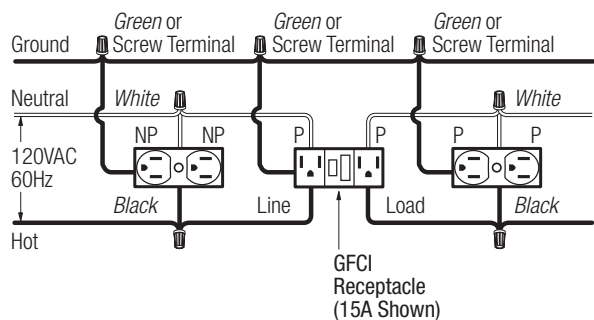 Green or
Screw Terminal
Green or
Screw Terminal
Green or
Screw Terminal
Ground
Neutral
White
White
NP
NP
P
P
P
P
120VAC
60Hz
Black
Line
Load
Black
Hot
GFCI
Receptacle
(15A Shown)